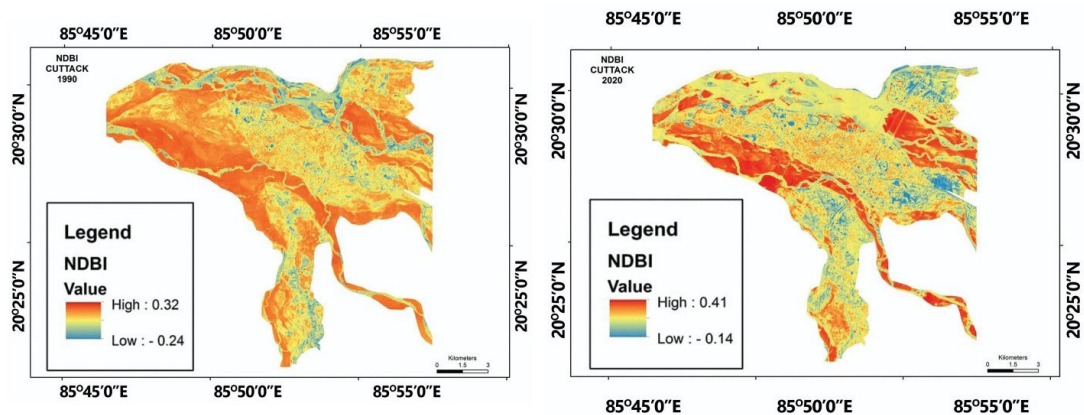 85°45'0"E 85°50'0"E 85°55'0"E
NDBI
CUTTACK
1990
20°30'0"N
20°25'0"N
Legend
NDBI
Value
High : 0.32
Low : - 0.24
Kilometers
0 1.5 3
20°30'0"N
20°25'0"N
85°45'0"E 85°50'0"E 85°55'0"E
85°45'0"E 85°50'0"E 85°55'0"E
NDBI
CUTTACK
2020
20°30'0"N
20°25'0"N
Legend
NDBI
Value
High : 0.41
Low : - 0.14
Kilometers
0 1.5 3
20°30'0"N
20°25'0"N
85°45'0"E 85°50'0"E 85°55'0"E